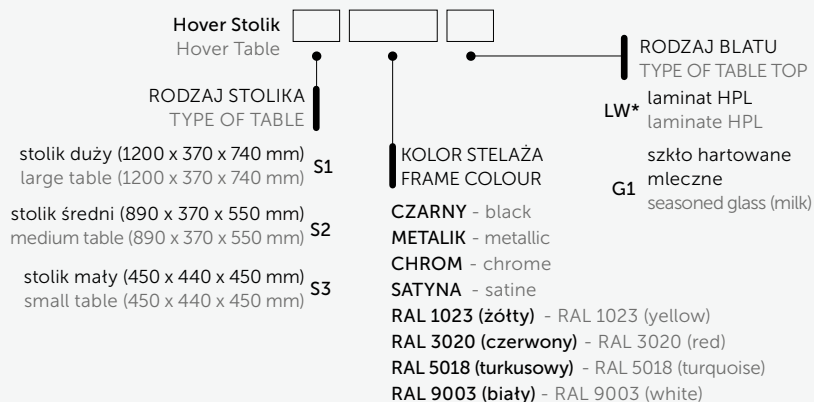 Hover Stolik
Hover Table
RODZAJ STOLIKA
TYPE OF TABLE
stolik duży (1200 x 370 x 740 mm) S1
large table (1200 x 370 x 740 mm)
stolik średni (890 x 370 x 550 mm) S2
medium table (890 x 370 x 550 mm)
stolik mały (450 x 440 x 450 mm) S3
small table (450 x 440 x 450 mm)
KOLOR STELAŻA
FRAME COLOUR
CZARNY - black
METALIK - metallic
CHROM - chrome
SATYNA - satine
RAL 1023 (żółty) - RAL 1023 (yellow)
RAL 3020 (czerwony) - RAL 3020 (red)
RAL 5018 (turkusowy) - RAL 5018 (turquoise)
RAL 9003 (biały) - RAL 9003 (white)
RODZAJ BLATU
TYPE OF TABLE TOP
LW* laminat HPL
laminate HPL
szkło hartowane
G1 mleczne
seasoned glass (milk)